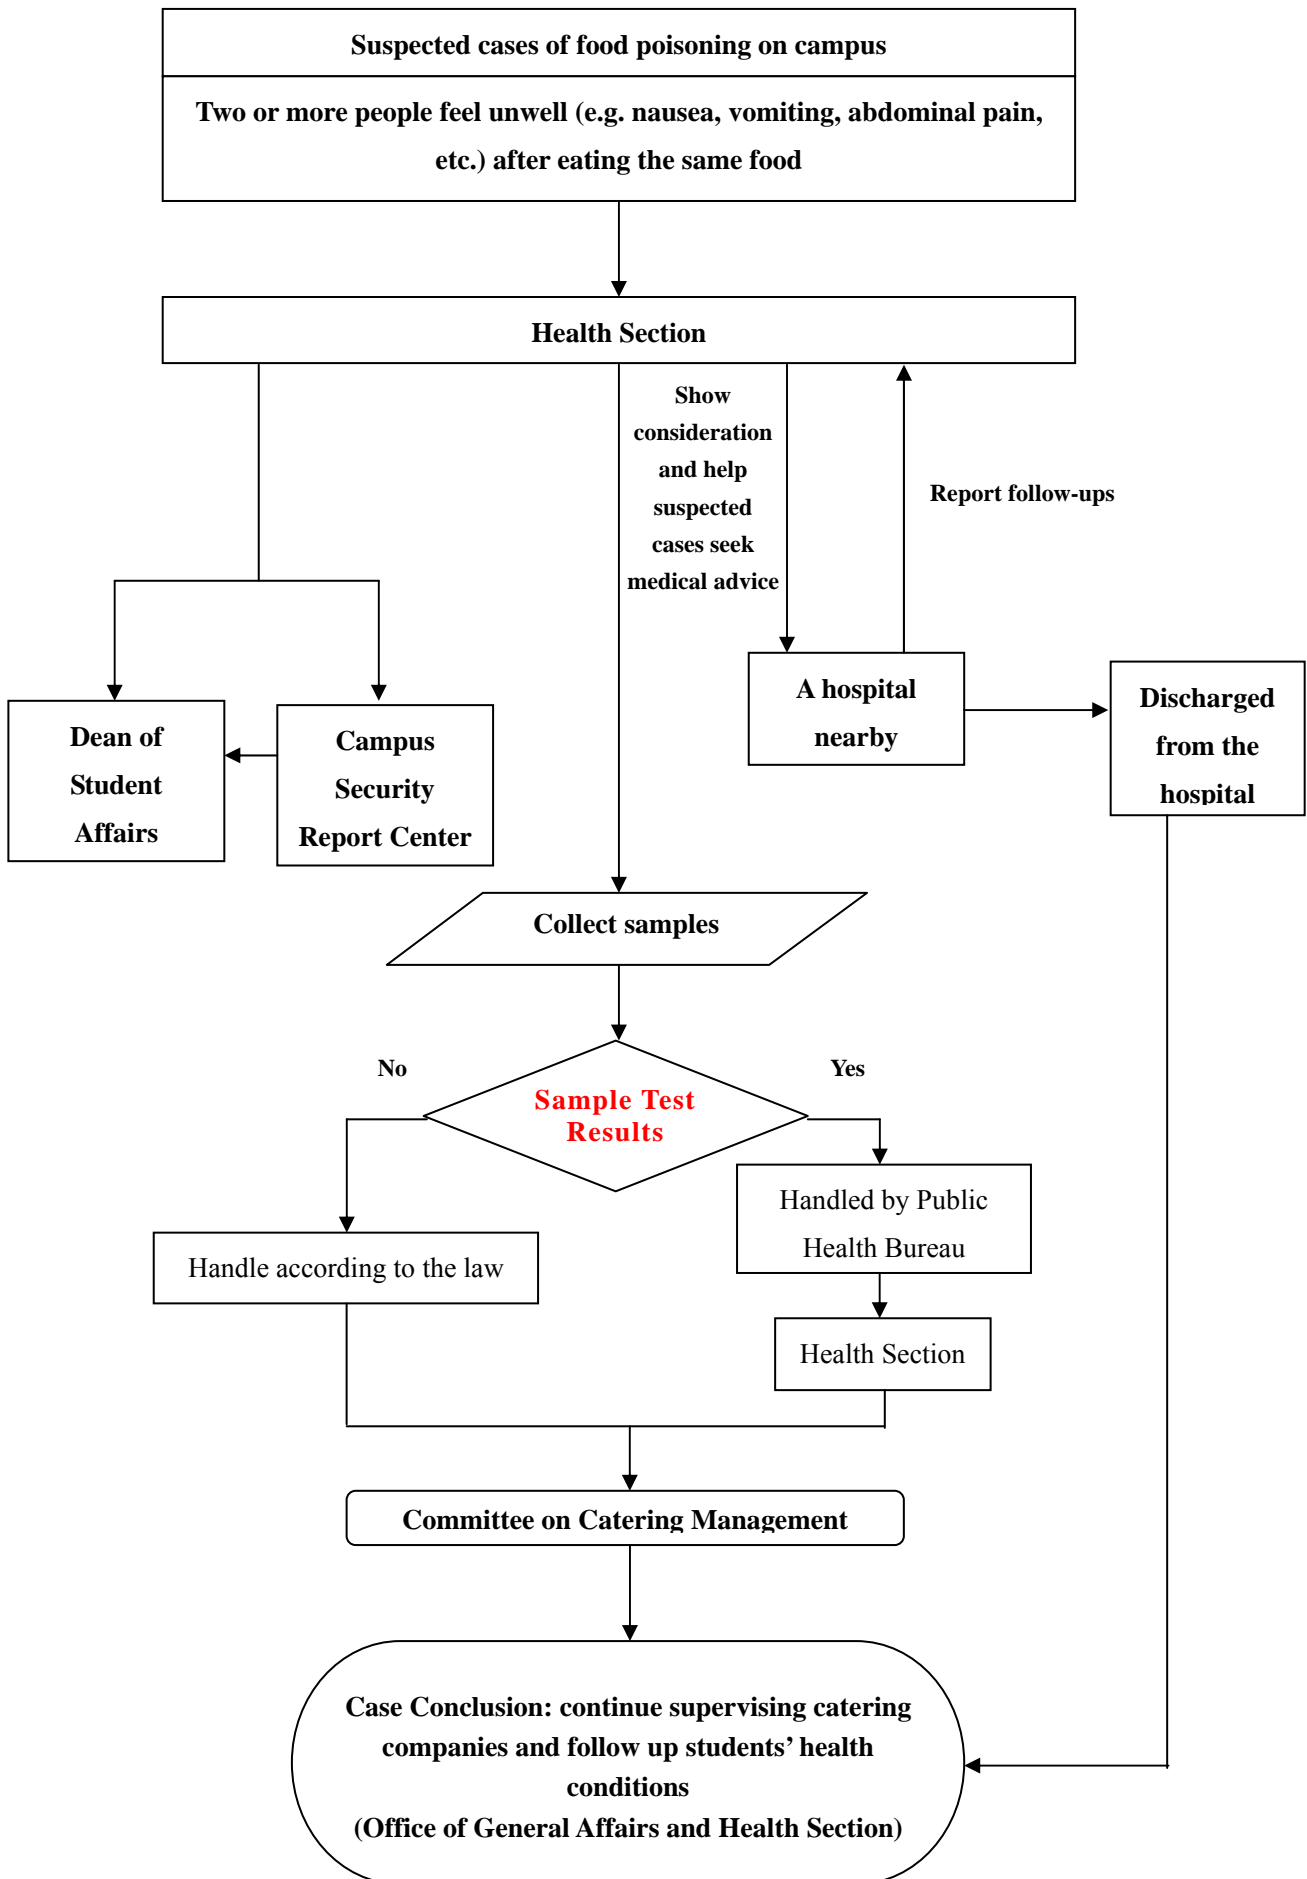 Suspected cases of food poisoning on campus
Two or more people feel unwell (e.g. nausea, vomiting, abdominal pain,
etc.) after eating the same food
Health Section
Show
consideration
and help
suspected
cases seek
medical advice
Report follow-ups
A hospital
nearby
Discharged
from the
hospital
Dean of
Student
Affairs
Campus
Security
Report Center
Collect samples
No
Yes
Sample Test
Results
Handled by Public
Health Bureau
Handle according to the law
Health Section
Committee on Catering Management
Case Conclusion: continue supervising catering
companies and follow up students’ health
conditions
(Office of General Affairs and Health Section)